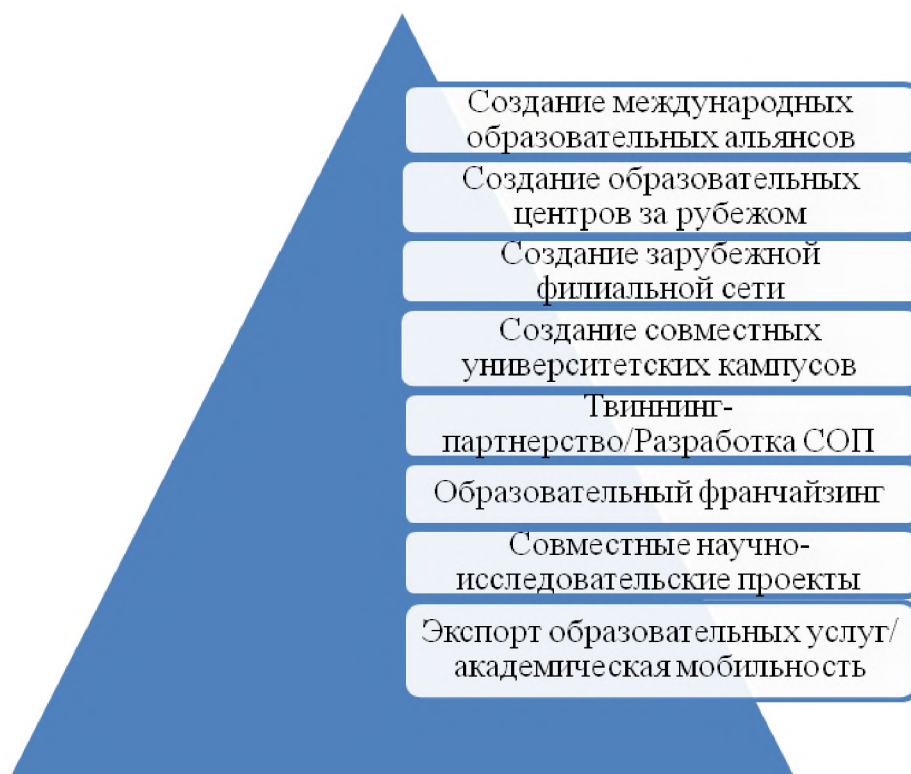 Создание международных
образовательных альянсов
Создание образовательных
центров за рубежом
Создание зарубежной
филиальной сети
Создание совместных
университетских кампусов
Твиннинг-
партнерство/Разработка СОП
Образовательный франчайзинг
Совместные научно-
исследовательские проекты
Экспорт образовательных услуг/
академическая мобильность